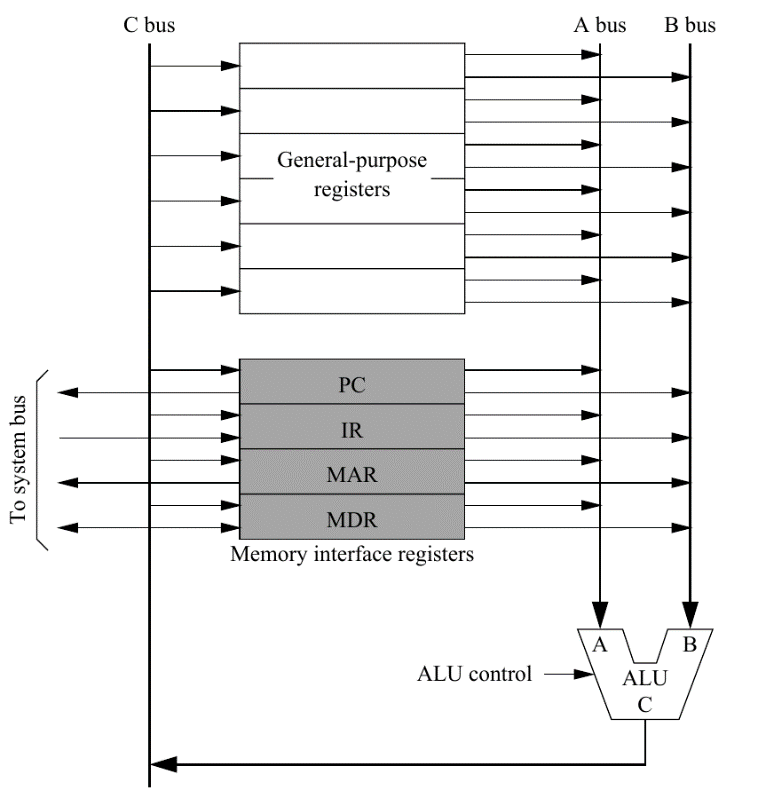 C bus
A bus
B bus
General-purpose
registers
To system bus
PC
IR
MAR
MDR
Memory interface registers
A
B
ALU control
ALU
C